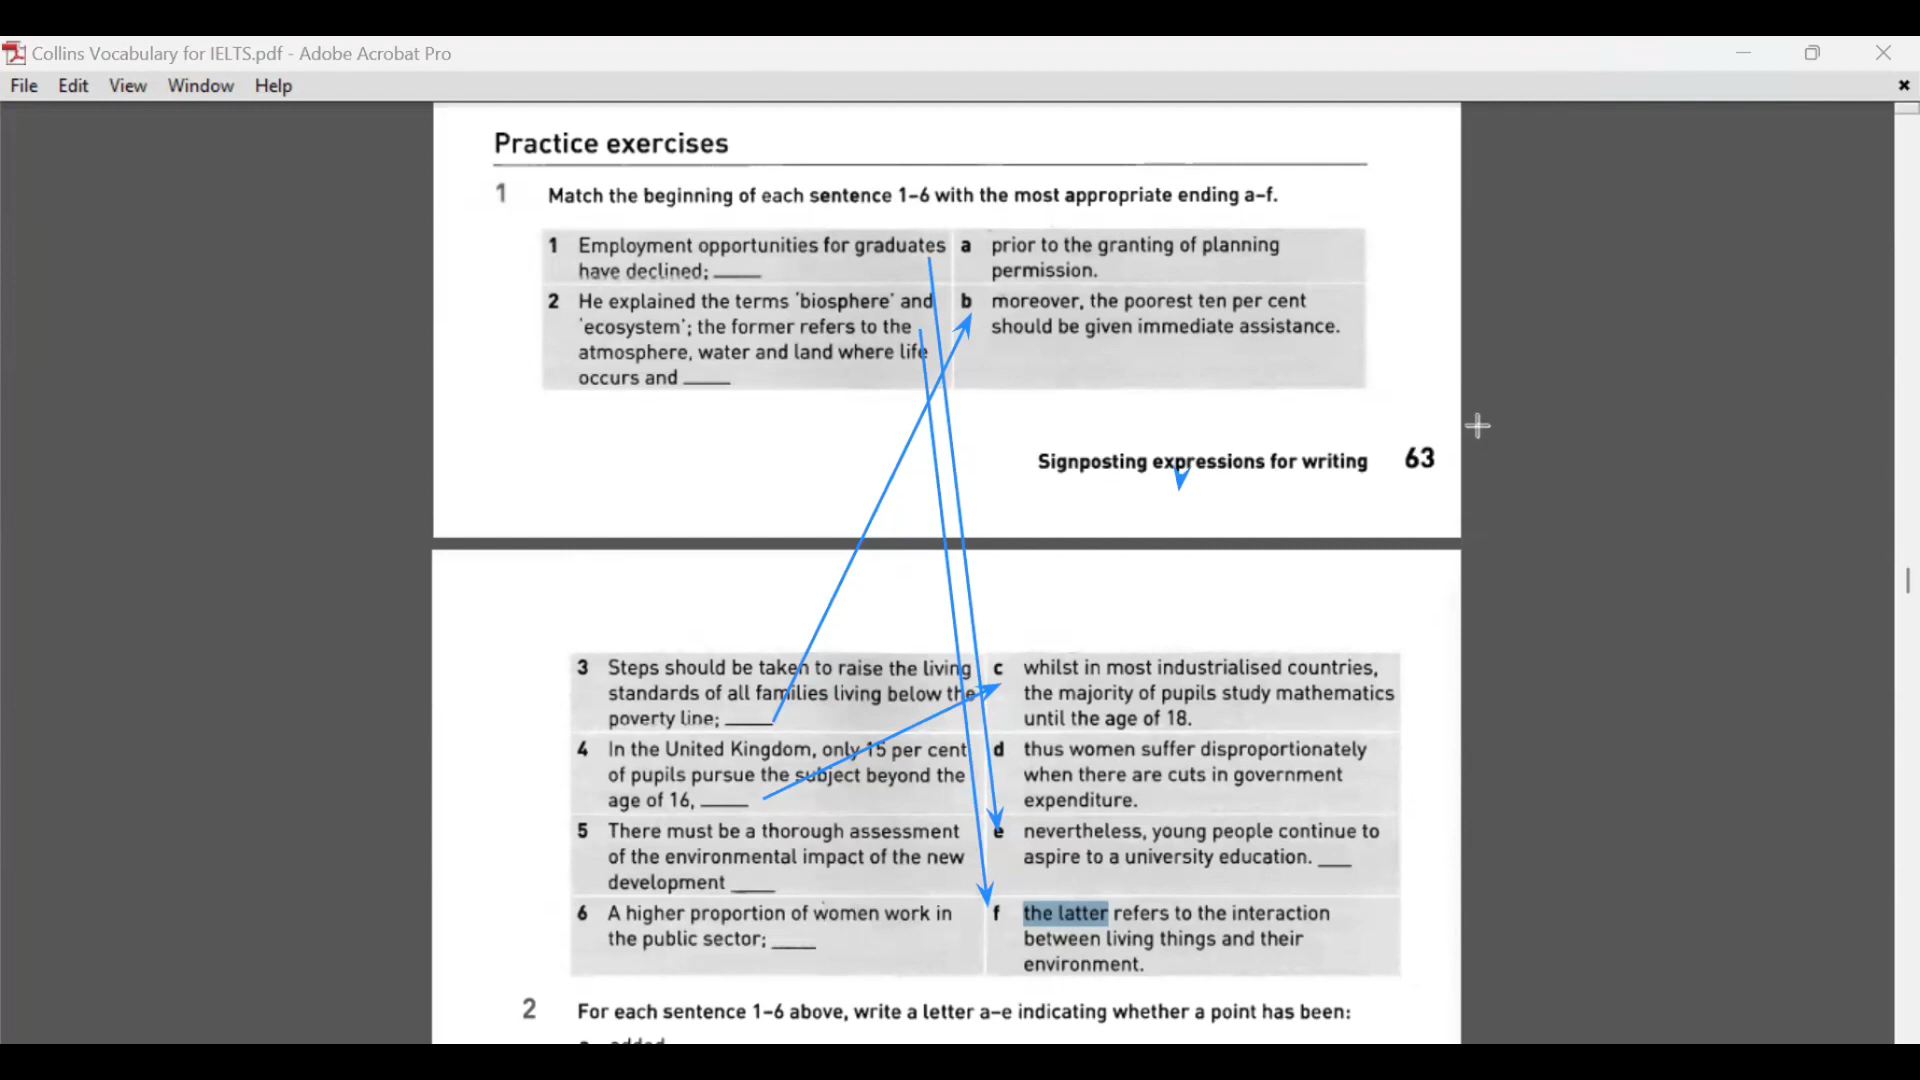 Collins Vocabulary for IELTS.pdf - Adobe Acrobat Pro
File Edit View Window Help
Practice exercises
1 Match the beginning of each sentence 1–6 with the most appropriate ending a–f.
1 Employment opportunities for graduates
have declined; _____
a prior to the granting of planning
permission.
2 He explained the terms 'biosphere' and
'ecosystem'; the former refers to the
atmosphere, water and land where life
occurs and _____
b moreover, the poorest ten per cent
should be given immediate assistance.
Signposting expressions for writing 63
3 Steps should be taken to raise the living
standards of all families living below the
poverty line; _____
c whilst in most industrialised countries,
the majority of pupils study mathematics
until the age of 18.
4 In the United Kingdom, only 15 per cent
of pupils pursue the subject beyond the
age of 16, _____
d thus women suffer disproportionately
when there are cuts in government
expenditure.
5 There must be a thorough assessment
of the environmental impact of the new
development _____
e nevertheless, young people continue to
aspire to a university education. ____
6 A higher proportion of women work in
the public sector; _____
f the latter refers to the interaction
between living things and their
environment.
2 For each sentence 1–6 above, write a letter a–e indicating whether a point has been: